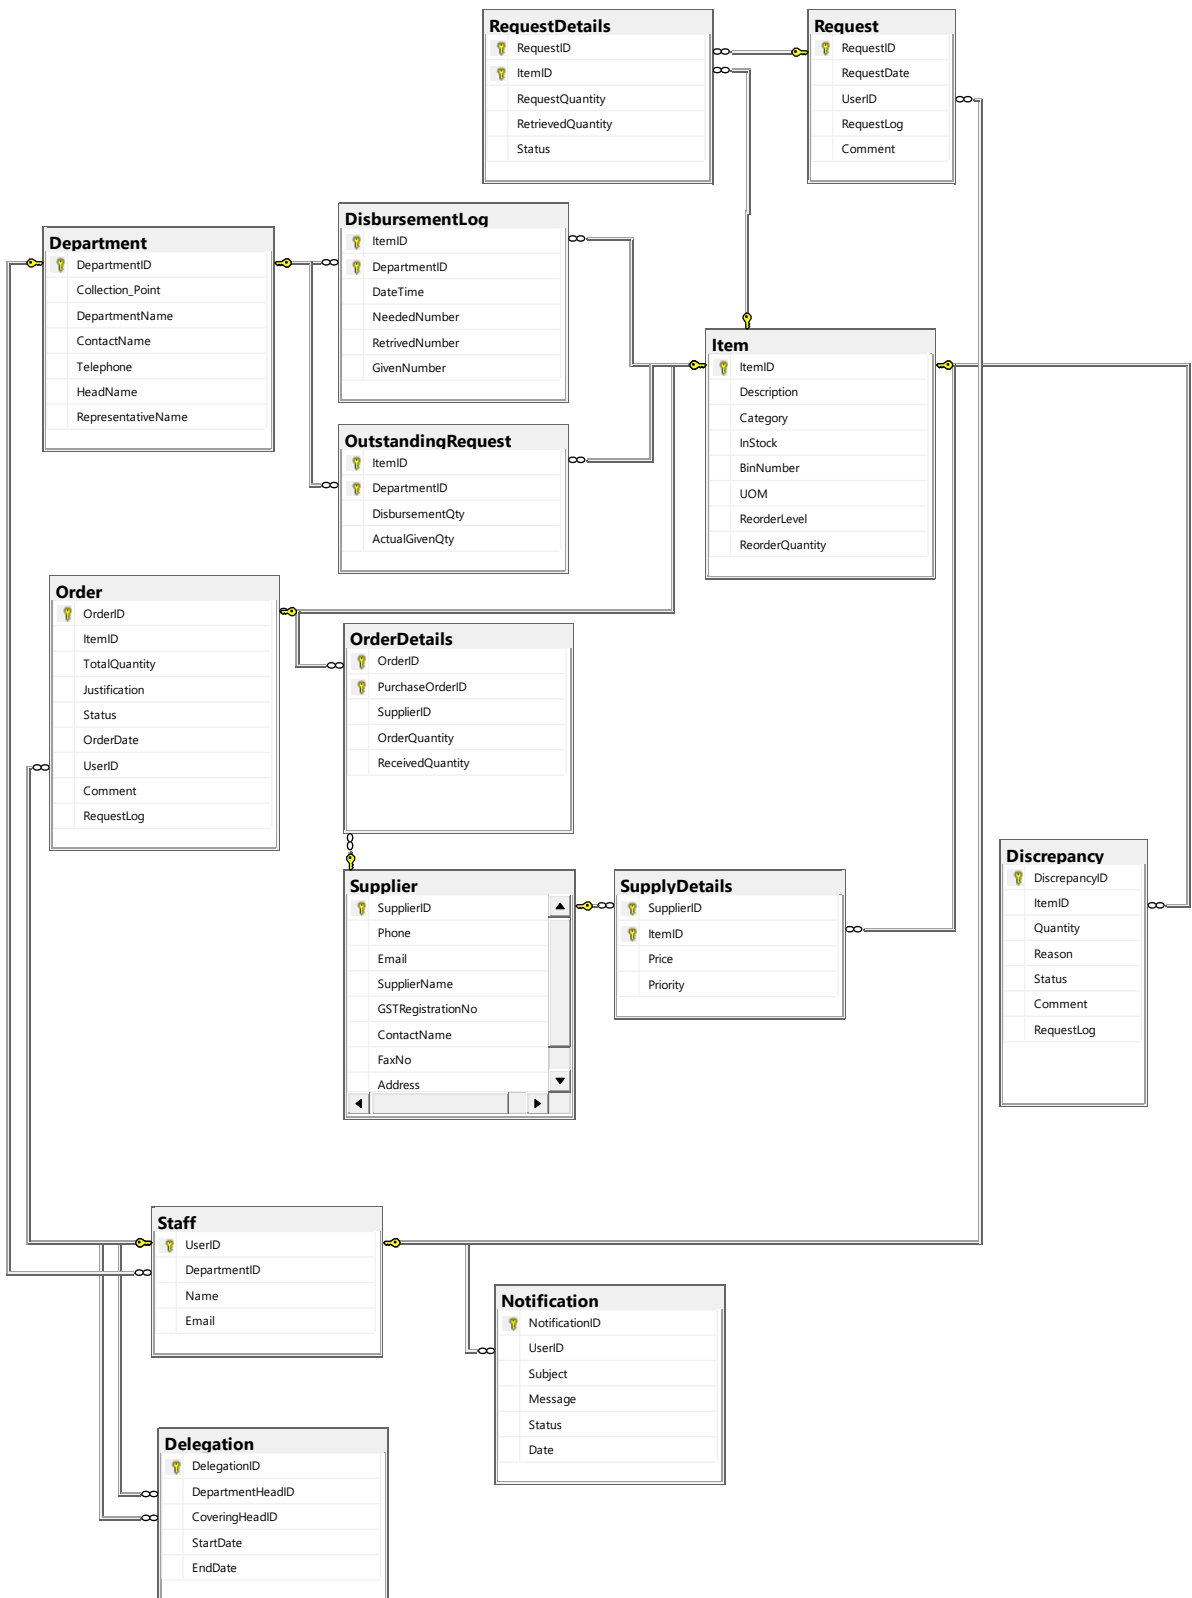 RequestDetails
RequestID
ItemID
RequestQuantity
RetrievedQuantity
Status
Request
RequestID
RequestDate
UserID
RequestLog
Comment
Department
DepartmentID
Collection_Point
DepartmentName
ContactName
Telephone
HeadName
RepresentativeName
DisbursementLog
ItemID
DepartmentID
DateTime
NeededNumber
RetrivedNumber
GivenNumber
Item
ItemID
Description
Category
InStock
BinNumber
UOM
ReorderLevel
ReorderQuantity
OutstandingRequest
ItemID
DepartmentID
DisbursementQty
ActualGivenQty
Order
OrderID
ItemID
TotalQuantity
Justification
Status
OrderDate
UserID
Comment
RequestLog
OrderDetails
OrderID
PurchaseOrderID
SupplierID
OrderQuantity
ReceivedQuantity
Supplier
SupplierID
Phone
Email
SupplierName
GSTRegistrationNo
ContactName
FaxNo
Address
SupplyDetails
SupplierID
ItemID
Price
Priority
Discrepancy
DiscrepancyID
ItemID
Quantity
Reason
Status
Comment
RequestLog
Staff
UserID
DepartmentID
Name
Email
Notification
NotificationID
UserID
Subject
Message
Status
Date
Delegation
DelegationID
DepartmentHeadID
CoveringHeadID
StartDate
EndDate